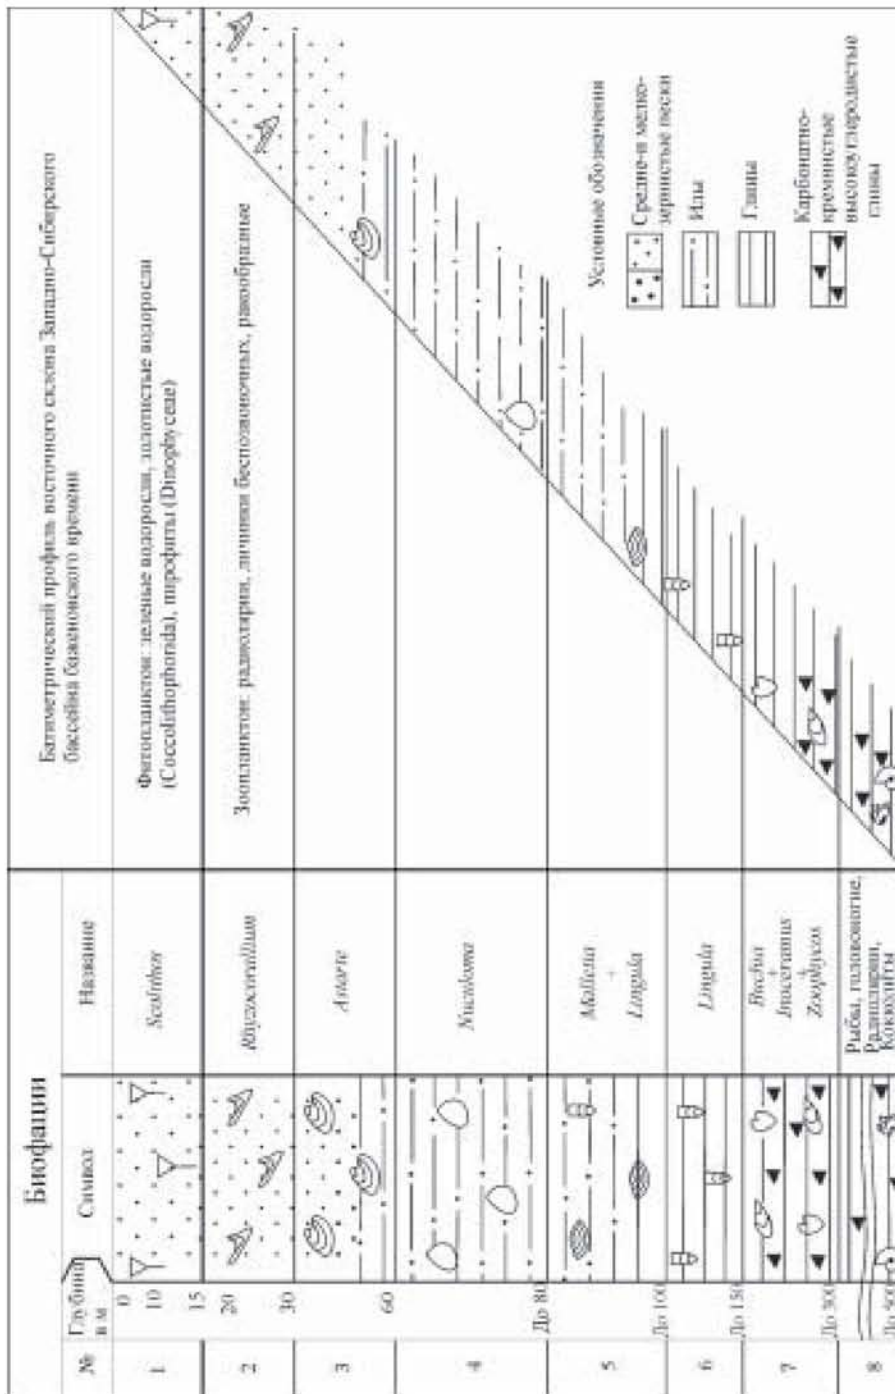 Биофации
Батиметрический профиль восточного склона Западно-Сибирского
бассейна баженовского времени
№
Глубина
в м
Символ
Название
1
0
10
15
Scolithos
Фитопланктон: зеленые водоросли, золотистые водоросли
(Coccolithophorida), пирофиты (Dinophyceae)
2
20
30
Rhyzocorallium
Зоопланктон: радиолярии, личинки беспозвоночных, ракообразные
3
60
Astarte
4
До 80
Nuculoma
5
До 100
Malletia
+
Lingula
6
До 150
Lingula
7
До 300
Buchia
+
Inoceramus
+
Zoophycos
8
До 500
Рыбы, головоногие,
Радиолярии,
Кокколиты
Условные обозначения
Средне-и мелко-
зернистые пески
Илы
Глины
Карбонатно-
кремнистые
высокоуглеродистые
глины